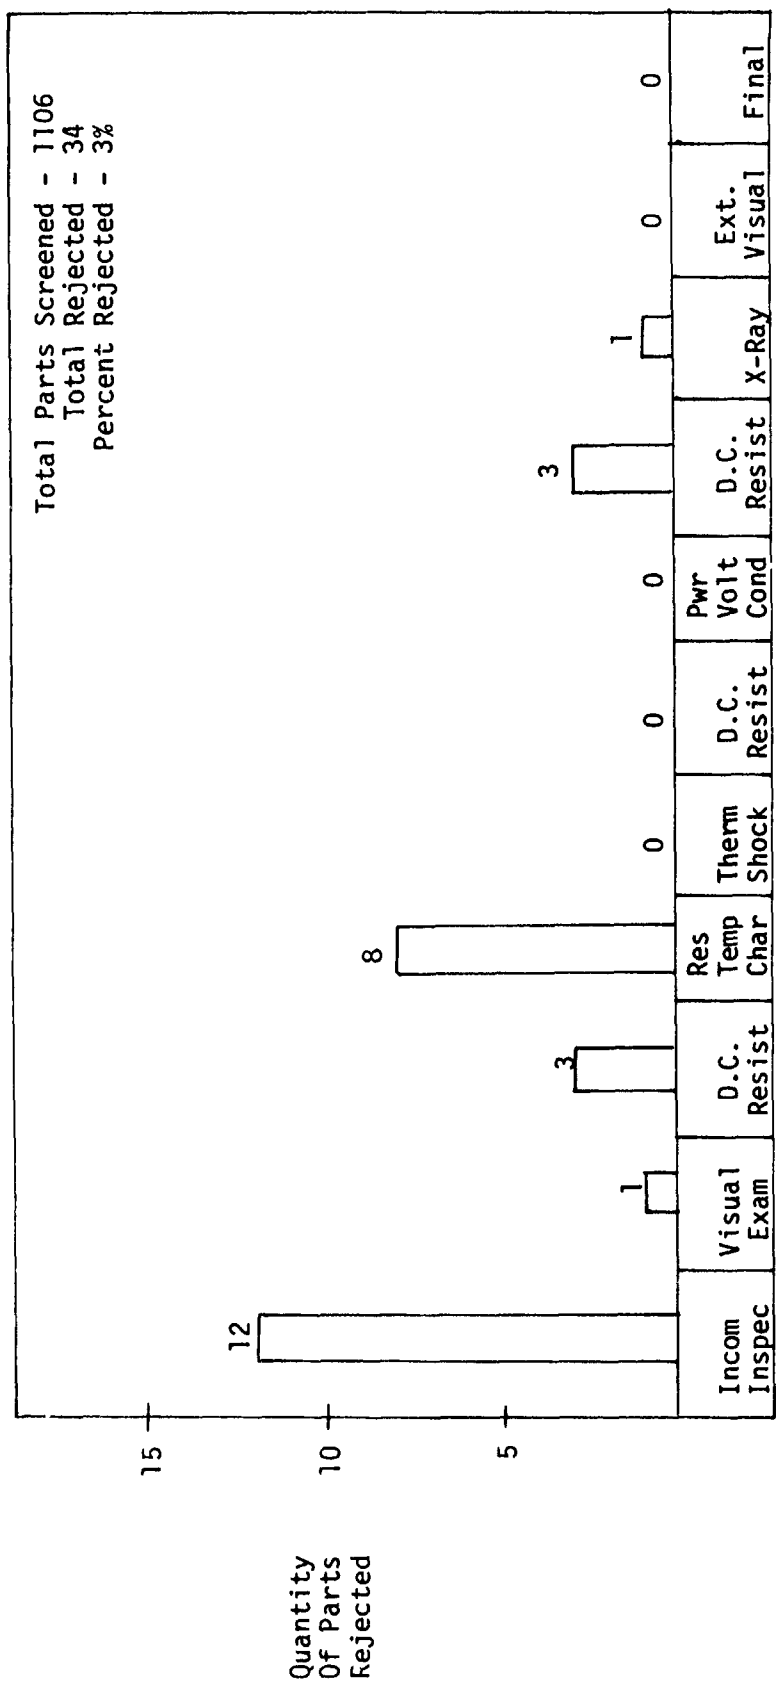 Total Parts Screened - 1106
Total Rejected - 34
Percent Rejected - 3%
Quantity
Of Parts
Rejected
15
10
5
12
1
3
8
0
0
0
3
1
0
0
Incom
Inspec
Visual
Exam
D.C.
Resist
Res
Temp
Char
Therm
Shock
D.C.
Resist
Pwr
Volt
Cond
D.C.
Resist
X-Ray
Ext.
Visual
Final